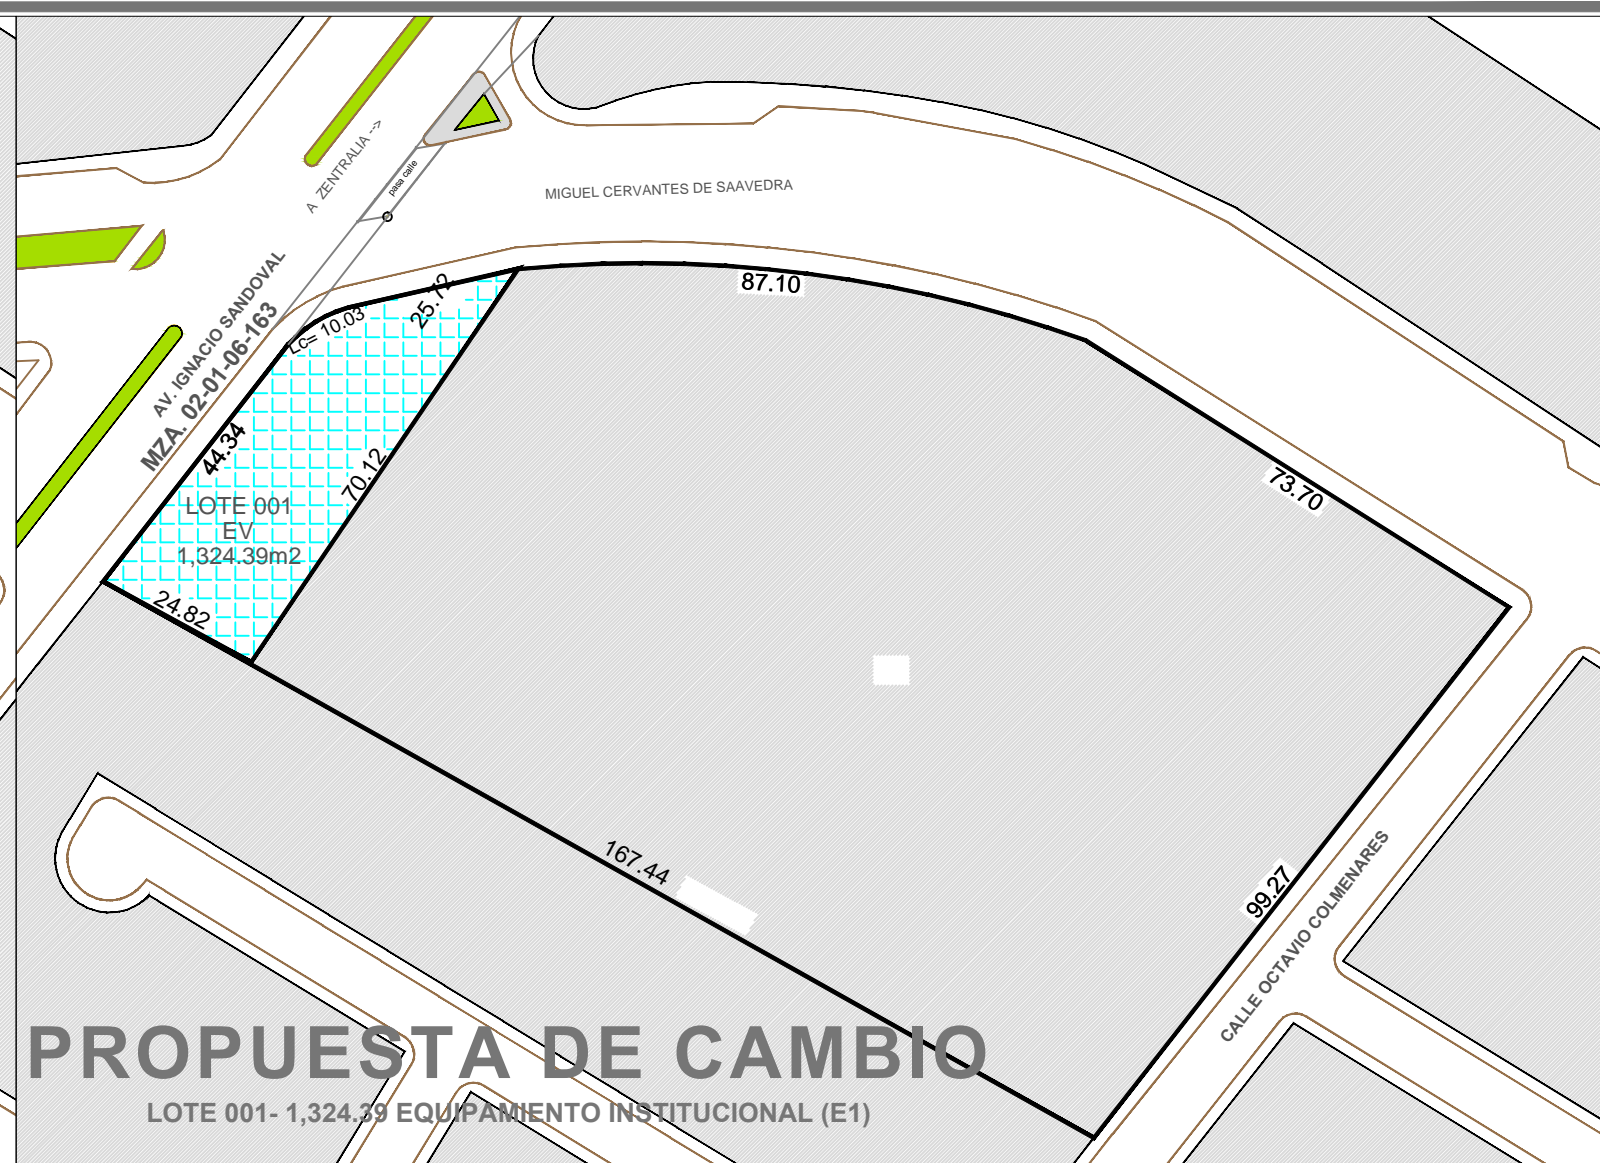 A ZENTRALIA -->
pasa calle
MIGUEL CERVANTES DE SAAVEDRA
AV. IGNACIO SANDOVAL
MZA. 02-01-06-163
25.72
Lc= 10.03
87.10
44.34
70.12
73.70
LOTE 001
EV
1,324.39m2
24.82
167.44
99.27
CALLE OCTAVIO COLMENARES
PROPUESTA DE CAMBIO
LOTE 001- 1,324.39 EQUIPAMIENTO INSTITUCIONAL (E1)